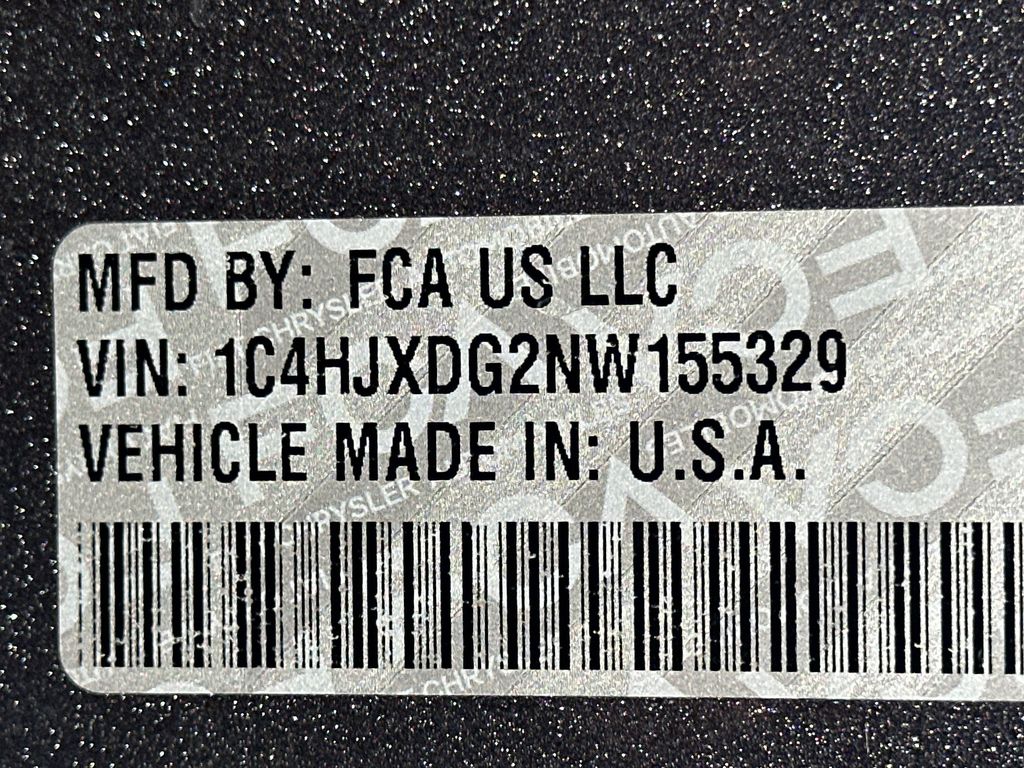 MFD BY: FCA US LLC
VIN: 1C4HJXDG2NW155329
VEHICLE MADE IN: U.S.A.